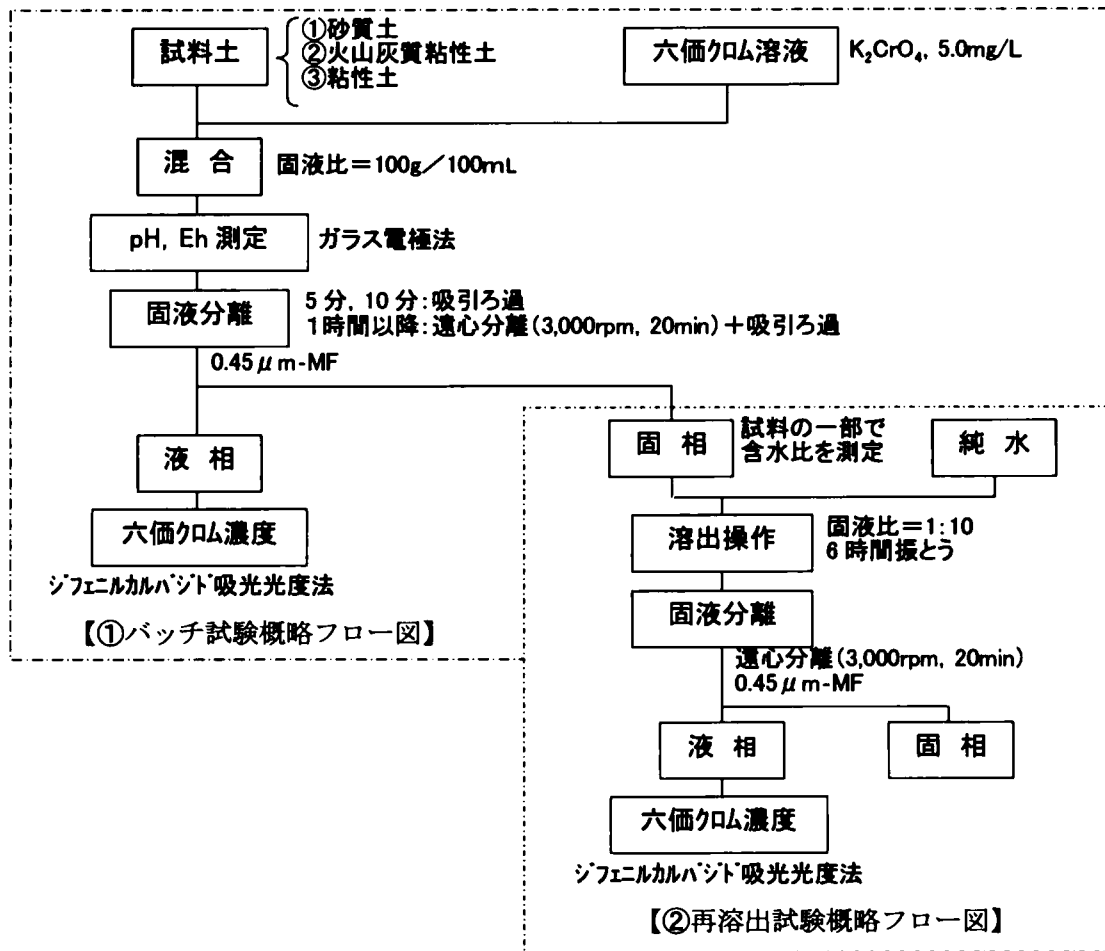 試料土
①砂質土
②火山灰質粘性土
③粘性土
六価クロム溶液
K₂CrO₄, 5.0mg/L
混 合
固液比＝100g／100mL
pH, Eh 測定
ガラス電極法
固液分離
5 分, 10 分:吸引ろ過
1時間以降:遠心分離(3,000rpm, 20min)＋吸引ろ過
0.45μm-MF
液 相
六価クロム濃度
ｼﾞﾌｪﾆﾙｶﾙﾊﾞｼﾞﾄﾞ吸光光度法
【①バッチ試験概略フロー図】
固 相
試料の一部で
含水比を測定
純 水
溶出操作
固液比＝1:10
6 時間振とう
固液分離
遠心分離(3,000rpm, 20min)
0.45μm-MF
液 相
固 相
六価クロム濃度
ｼﾞﾌｪﾆﾙｶﾙﾊﾞｼﾞﾄﾞ吸光光度法
【②再溶出試験概略フロー図】